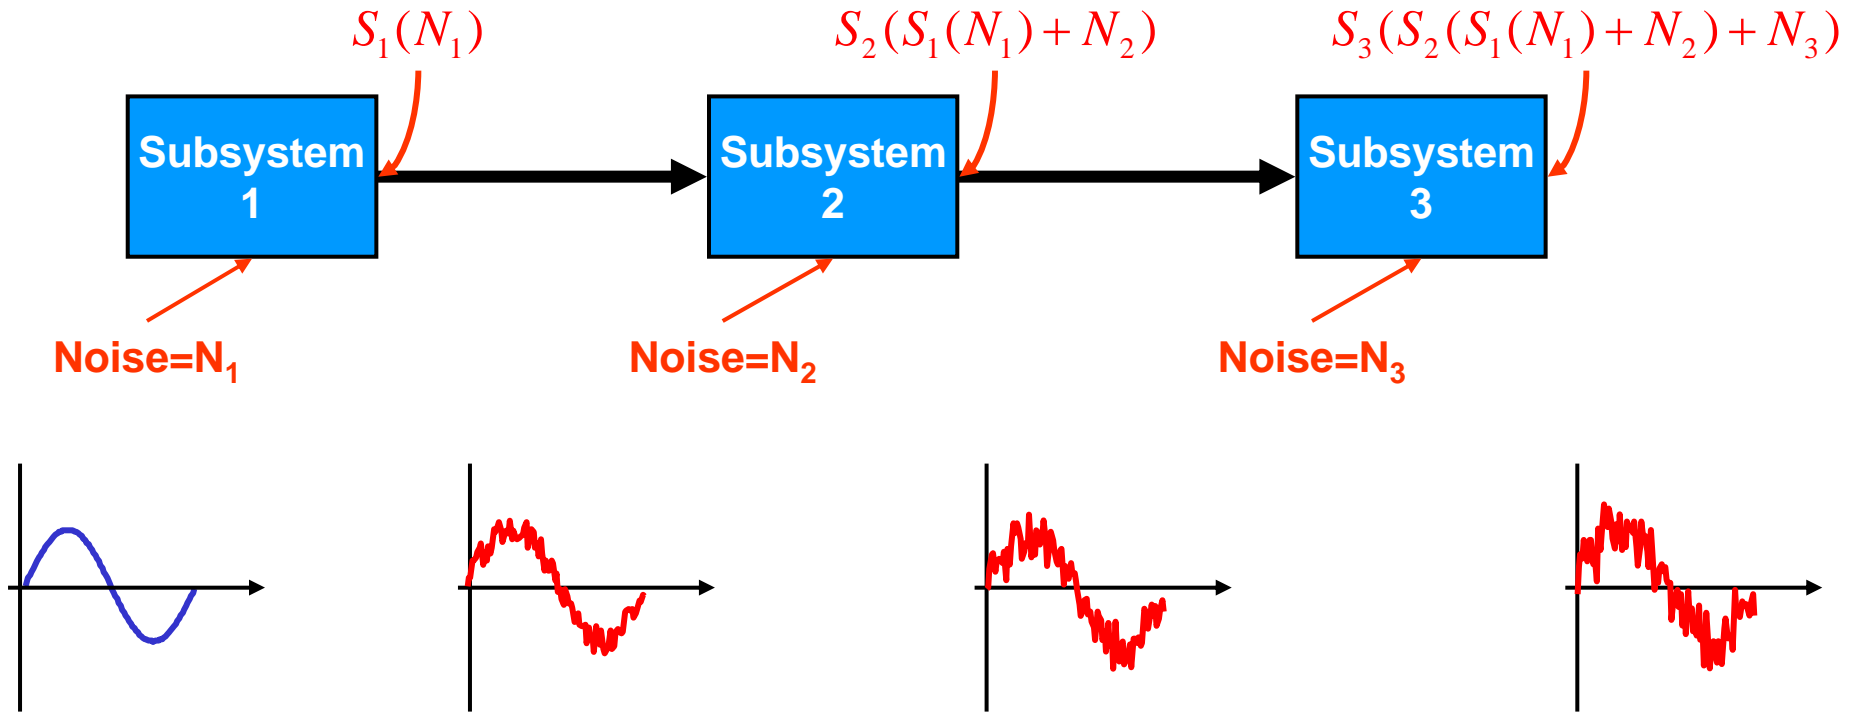 S₁(N₁)
S₂(S₁(N₁)+N₂)
S₃(S₂(S₁(N₁)+N₂)+N₃)
Subsystem
1
Subsystem
2
Subsystem
3
Noise=N₁
Noise=N₂
Noise=N₃